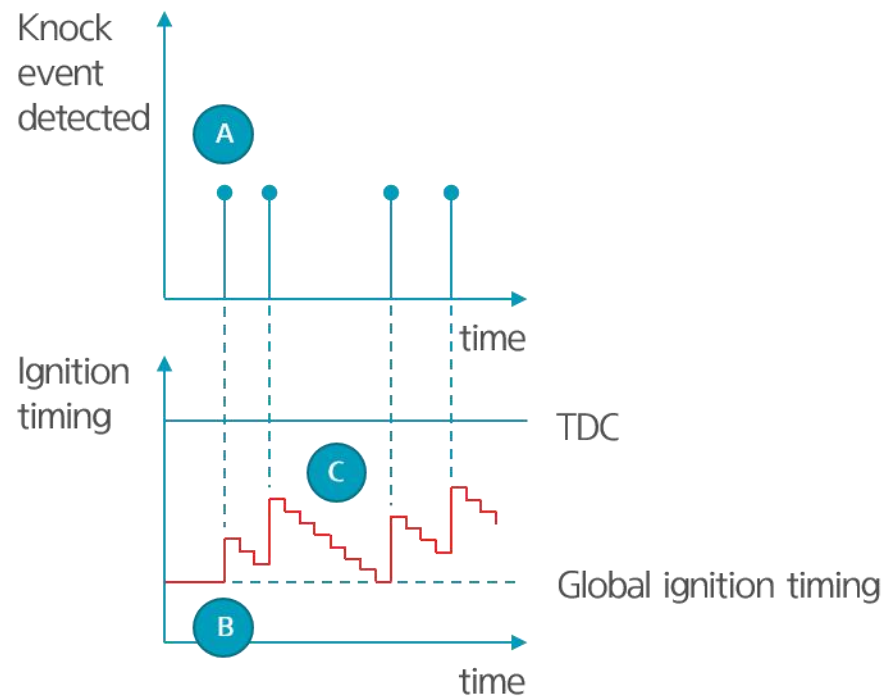 Knock
event
detected
A
time
Ignition
timing
TDC
C
Global ignition timing
B
time